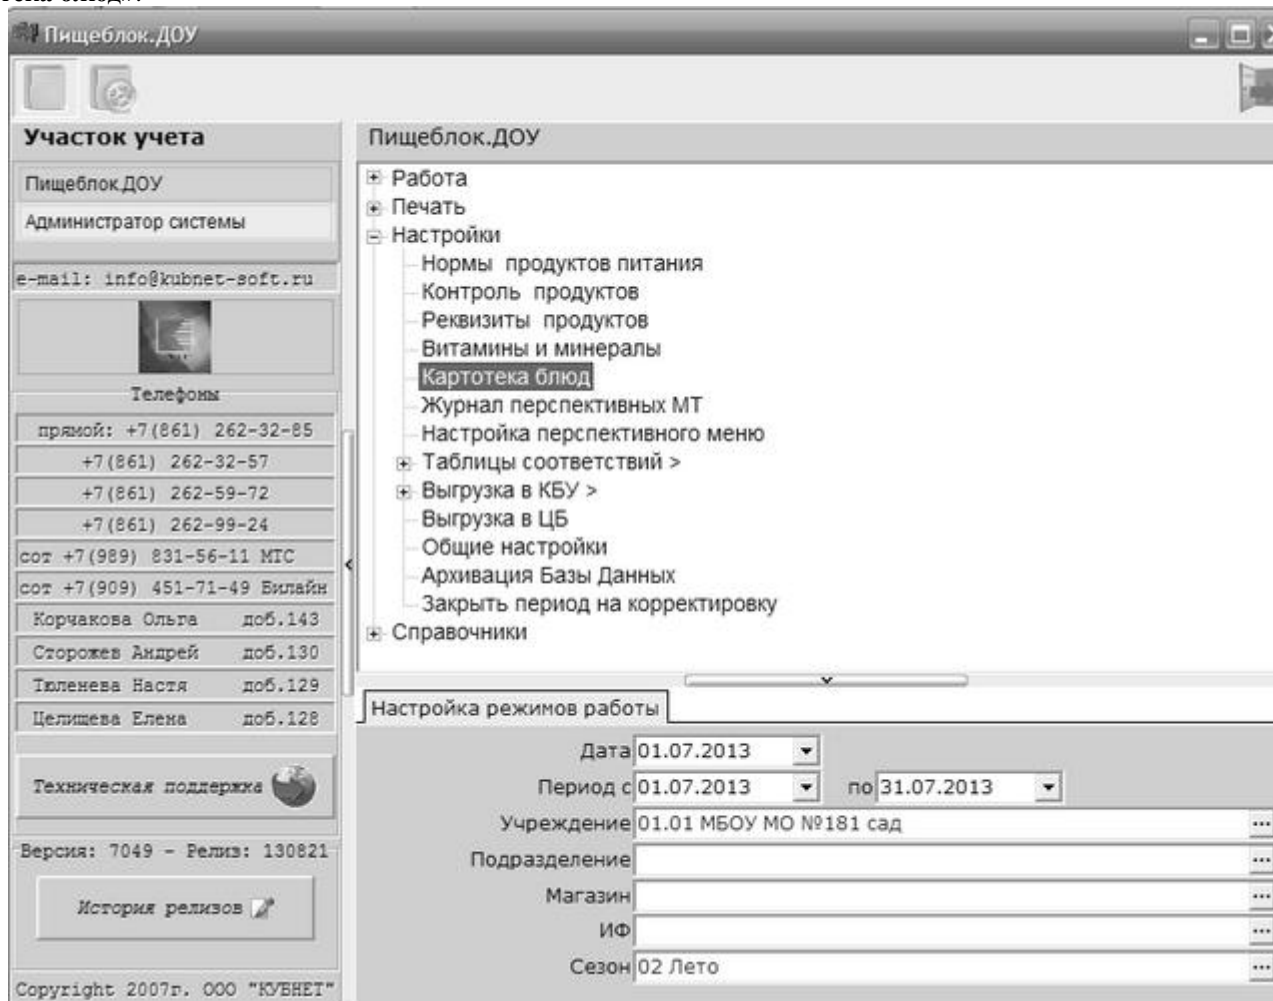 Пищеблок.ДОУ
Участок учета
Пищеблок.ДОУ
Администратор системы
e-mail: info@kubnet-soft.ru
Телефоны
прямой: +7(861) 262-32-85
+7(861) 262-32-57
+7(861) 262-59-72
+7(861) 262-99-24
сот +7(989) 831-56-11 МТС
сот +7(909) 451-71-49 Билайн
Корчакова Ольга доб.143
Сторожев Андрей доб.130
Тюленева Настя доб.129
Целищева Елена доб.128
Техническая поддержка
Версия: 7049 - Релиз: 130821
История релизов
Copyright 2007г. ООО "КУБНЕТ"
Пищеблок.ДОУ
Работа
Печать
Настройки
Нормы продуктов питания
Контроль продуктов
Реквизиты продуктов
Витамины и минералы
Картотека блюд
Журнал перспективных МТ
Настройка перспективного меню
Таблицы соответствий >
Выгрузка в КБУ >
Выгрузка в ЦБ
Общие настройки
Архивация Базы Данных
Закрыть период на корректировку
Справочники
Настройка режимов работы
Дата 01.07.2013
Период с 01.07.2013 по 31.07.2013
Учреждение 01.01 МБОУ МО №181 сад ...
Подразделение ...
Магазин ...
ИФ ...
Сезон 02 Лето ...